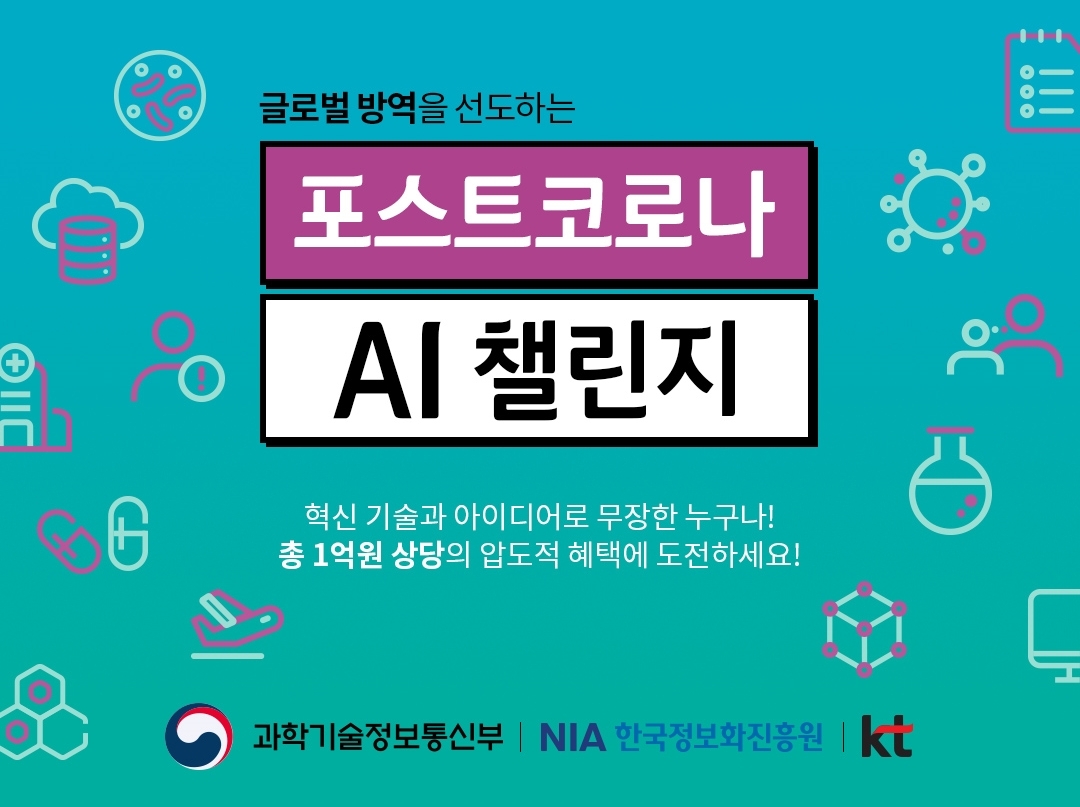 글로벌 방역을 선도하는
포스트코로나
AI 챌린지
혁신 기술과 아이디어로 무장한 누구나!
총 1억원 상당의 압도적 혜택에 도전하세요!
과학기술정보통신부 | NIA 한국정보화진흥원 | kt